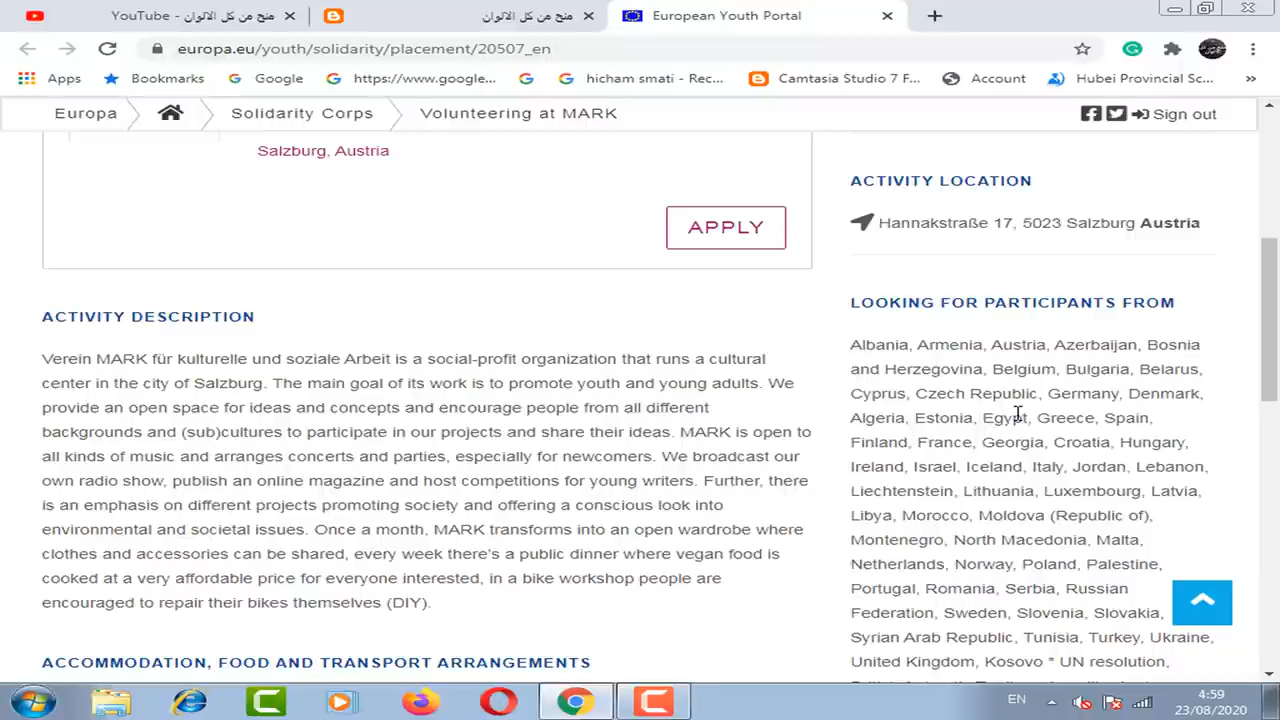 YouTube - منح من كل الالوان
منح من كل الالوان
European Youth Portal
europa.eu/youth/solidarity/placement/20507_en
Apps
Bookmarks
Google
https://www.google...
hicham smati - Rec...
Camtasia Studio 7 F...
Account
Hubei Provincial Sc...
Europa
Solidarity Corps
Volunteering at MARK
Sign out
Salzburg, Austria
APPLY
ACTIVITY DESCRIPTION
Verein MARK für kulturelle und soziale Arbeit is a social-profit organization that runs a cultural
center in the city of Salzburg. The main goal of its work is to promote youth and young adults. We
provide an open space for ideas and concepts and encourage people from all different
backgrounds and (sub)cultures to participate in our projects and share their ideas. MARK is open to
all kinds of music and arranges concerts and parties, especially for newcomers. We broadcast our
own radio show, publish an online magazine and host competitions for young writers. Further, there
is an emphasis on different projects promoting society and offering a conscious look into
environmental and societal issues. Once a month, MARK transforms into an open wardrobe where
clothes and accessories can be shared, every week there's a public dinner where vegan food is
cooked at a very affordable price for everyone interested, in a bike workshop people are
encouraged to repair their bikes themselves (DIY).
ACCOMMODATION, FOOD AND TRANSPORT ARRANGEMENTS
ACTIVITY LOCATION
Hannakstraße 17, 5023 Salzburg Austria
LOOKING FOR PARTICIPANTS FROM
Albania, Armenia, Austria, Azerbaijan, Bosnia
and Herzegovina, Belgium, Bulgaria, Belarus,
Cyprus, Czech Republic, Germany, Denmark,
Algeria, Estonia, Egypt, Greece, Spain,
Finland, France, Georgia, Croatia, Hungary,
Ireland, Israel, Iceland, Italy, Jordan, Lebanon,
Liechtenstein, Lithuania, Luxembourg, Latvia,
Libya, Morocco, Moldova (Republic of),
Montenegro, North Macedonia, Malta,
Netherlands, Norway, Poland, Palestine,
Portugal, Romania, Serbia, Russian
Federation, Sweden, Slovenia, Slovakia,
Syrian Arab Republic, Tunisia, Turkey, Ukraine,
United Kingdom, Kosovo * UN resolution,
EN
4:59
23/08/2020